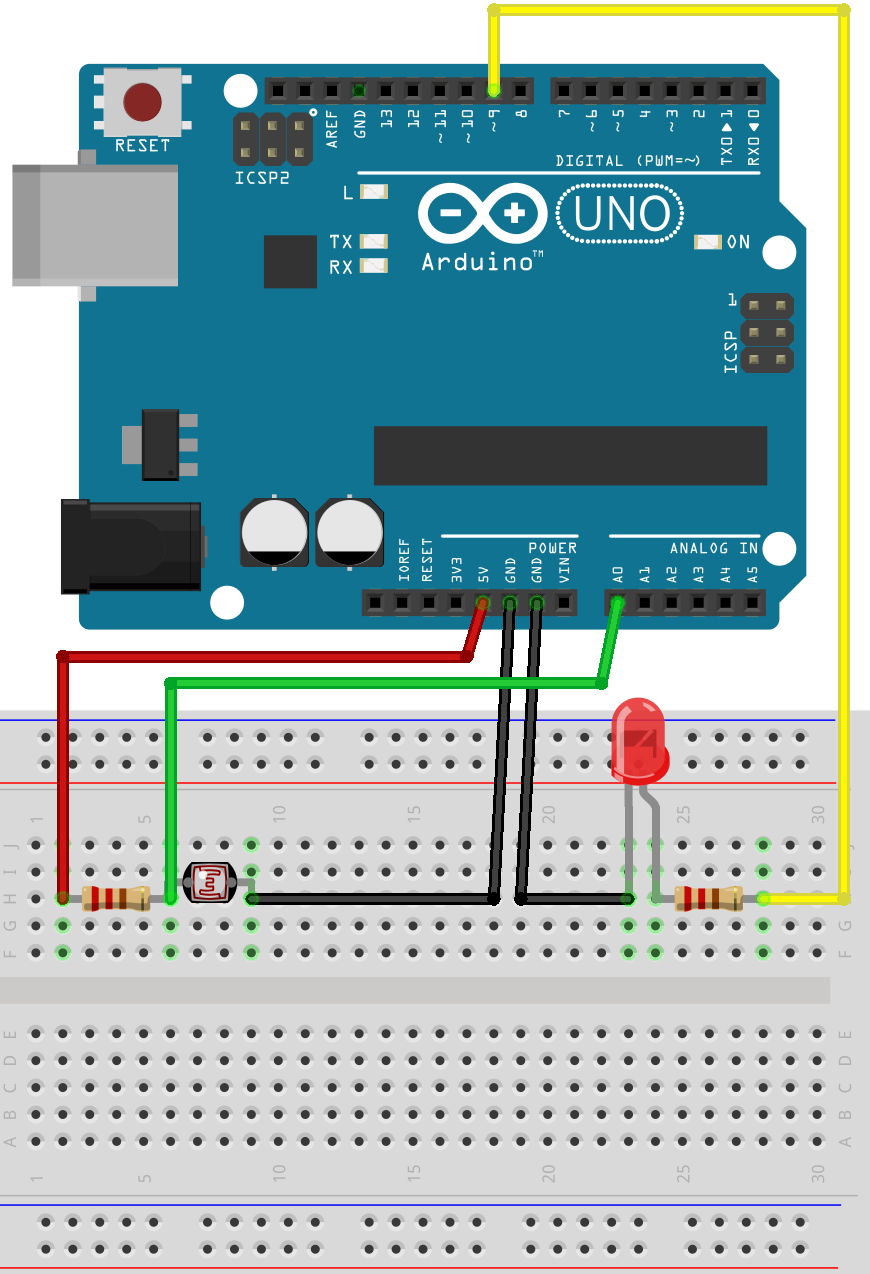 RESET
ICSP2
AREF
GND
13
12
~11
~10
~9
8
7
~6
~5
4
~3
2
TX0▶1
RX0◀0
DIGITAL (PWM=~)
L
TX
RX
UNO
Arduino™
ON
1
ICSP
POWER
ANALOG IN
IOREF
RESET
3V3
5V
GND
GND
VIN
A0
A1
A2
A3
A4
A5
1 5 10 15 20 25 30
J J
I I
H H
G G
F F
E E
D D
C C
B B
A A
1 5 10 15 20 25 30